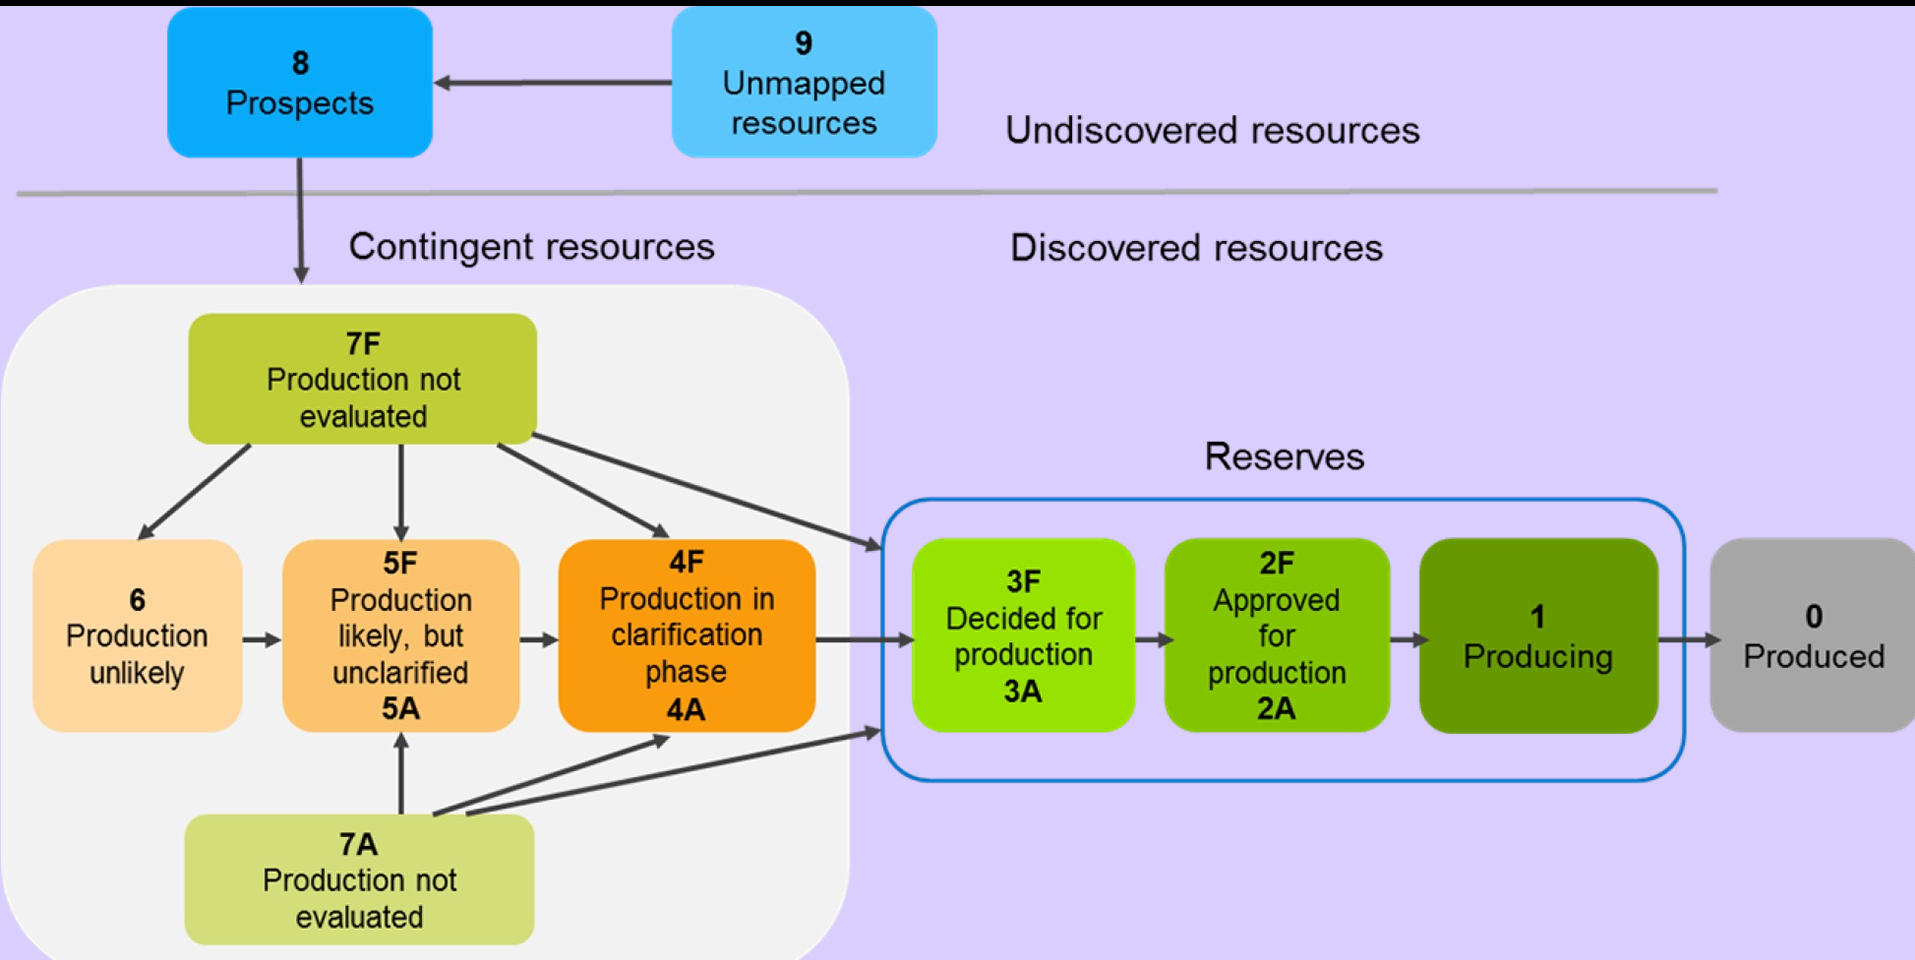 8
Prospects
9
Unmapped
resources
Undiscovered resources
Contingent resources
Discovered resources
7F
Production not
evaluated
Reserves
6
Production
unlikely
5F
Production
likely, but
unclarified
5A
4F
Production in
clarification
phase
4A
3F
Decided for
production
3A
2F
Approved
for
production
2A
1
Producing
0
Produced
7A
Production not
evaluated